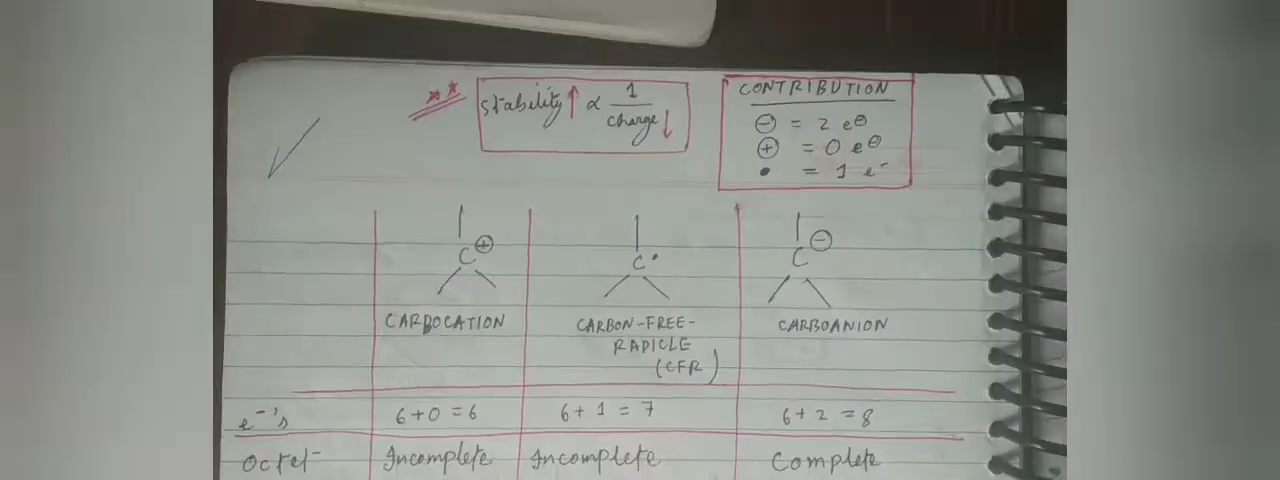 Stability ↑ ∝ 1/charge ↓
CONTRIBUTION
⊖ = 2 e⊖
⊕ = 0 e⊖
• = 1 e-
C⊕
C•
C⊖
CARBOCATION
CARBON-FREE-
RADICLE
(CFR)
CARBOANION
e-'s
6+0=6
6+1=7
6+2=8
Octet
Incomplete
Incomplete
Complete